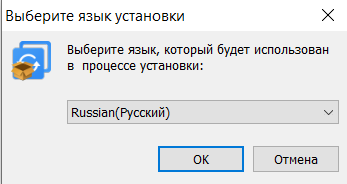 Выберите язык установки
Выберите язык, который будет использован
в процессе установки:
Russian(Русский)
OK
Отмена